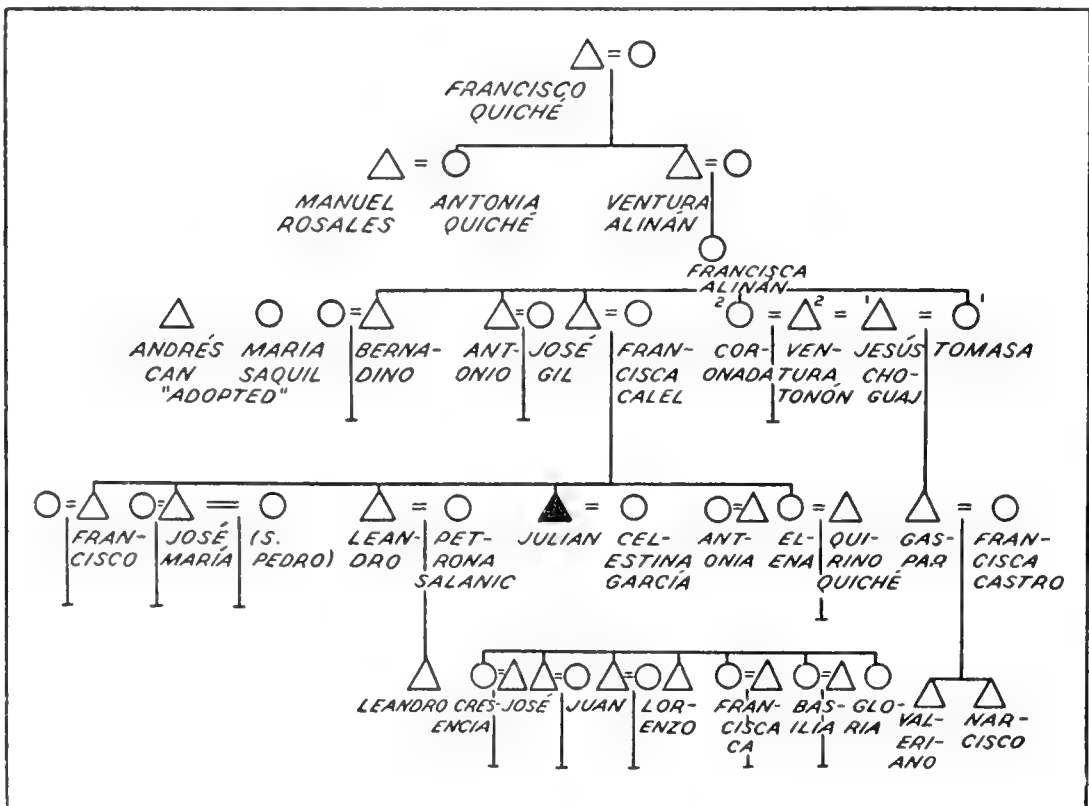 FRANCISCO
QUICHÉ
MANUEL
ROSALES
ANTONIA
QUICHÉ
VENTURA
ALINÁN
FRANCISCA
ALINÁN
ANDRÉS
CAN
"ADOPTED"
MARIA
SAQUIL
BERNA-
DINO
ANT-
ONIO
JOSÉ
GIL
FRAN-
CISCA
CALEL
2
COR-
ONADA
2
VEN-
TURA
TONÓN
1
JESÚS
CHO-
GUAJ
1
TOMASA
FRAN-
CISCO
JOSÉ
MARÍA
(S.
PEDRO)
LEAN-
DRO
PET-
RONA
SALANIC
JULIAN
CEL-
ESTINA
GARCÍA
ANT-
ONIA
EL-
ENA
QUI-
RINO
QUICHÉ
GAS-
PAR
FRAN-
CISCA
CASTRO
LEANDRO
CRES-
ENCIA
JOSÉ
JUAN
LOR-
ENZO
FRAN-
CISCA
CA
BAS-
ILIA
GLO-
RIA
VAL-
ERI-
ANO
NAR-
CISCO